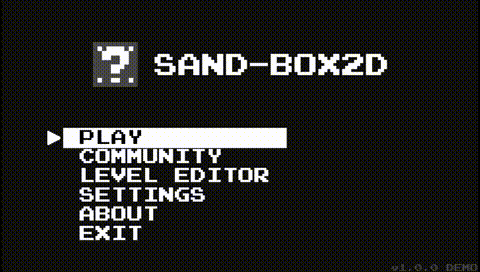 ? SAND-BOX2D
PLAY
COMMUNITY
LEVEL EDITOR
SETTINGS
ABOUT
EXIT
v1.0.0 DEMO